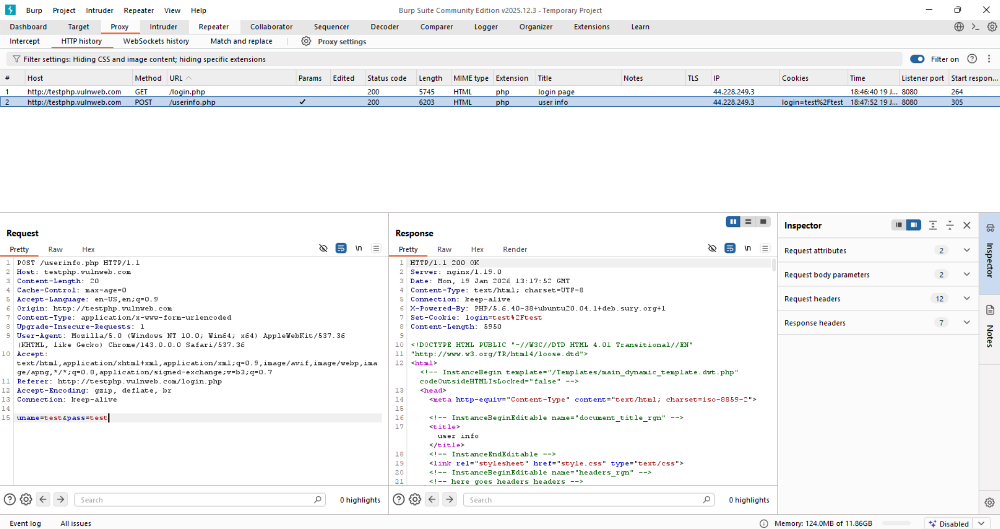 Burp Project Intruder Repeater View Help Burp Suite Community Edition v2025.12.3 - Temporary Project
Dashboard Target Proxy Intruder Repeater Collaborator Sequencer Decoder Comparer Logger Organizer Extensions Learn
Intercept HTTP history WebSockets history Match and replace Proxy settings
Filter settings: Hiding CSS and image content; hiding specific extensions Filter on
# Host Method URL Params Edited Status code Length MIME type Extension Title Notes TLS IP Cookies Time Listener port Start respon...
1 http://testphp.vulnweb.com GET /login.php 200 5745 HTML php login page 44.228.249.3 18:46:40 19 J... 8080 264
2 http://testphp.vulnweb.com POST /userinfo.php ✓ 200 6203 HTML php user info 44.228.249.3 login=test%2Ftest 18:47:52 19 J... 8080 305
Request
Pretty Raw Hex \n
1 POST /userinfo.php HTTP/1.1
2 Host: testphp.vulnweb.com
3 Content-Length: 20
4 Cache-Control: max-age=0
5 Accept-Language: en-US,en;q=0.9
6 Origin: http://testphp.vulnweb.com
7 Content-Type: application/x-www-form-urlencoded
8 Upgrade-Insecure-Requests: 1
9 User-Agent: Mozilla/5.0 (Windows NT 10.0; Win64; x64) AppleWebKit/537.36
(KHTML, like Gecko) Chrome/143.0.0.0 Safari/537.36
10 Accept:
text/html,application/xhtml+xml,application/xml;q=0.9,image/avif,image/webp,ima
ge/apng,*/*;q=0.8,application/signed-exchange;v=b3;q=0.7
11 Referer: http://testphp.vulnweb.com/login.php
12 Accept-Encoding: gzip, deflate, br
13 Connection: keep-alive
14
15 uname=test&pass=test
Search 0 highlights
Response
Pretty Raw Hex Render \n
1 HTTP/1.1 200 OK
2 Server: nginx/1.19.0
3 Date: Mon, 19 Jan 2026 13:17:52 GMT
4 Content-Type: text/html; charset=UTF-8
5 Connection: keep-alive
6 X-Powered-By: PHP/5.6.40-38+ubuntu20.04.1+deb.sury.org+1
7 Set-Cookie: login=test%2Ftest
8 Content-Length: 5950
9
10 <!DOCTYPE HTML PUBLIC "-//W3C//DTD HTML 4.01 Transitional//EN"
11 "http://www.w3.org/TR/html4/loose.dtd">
12 <html>
<!-- InstanceBegin template="/Templates/main_dynamic_template.dwt.php"
codeOutsideHTMLIsLocked="false" -->
13 <head>
14 <meta http-equiv="Content-Type" content="text/html; charset=iso-8859-2">
15
16 <!-- InstanceBeginEditable name="document_title_rgn" -->
17 <title>
user info
</title>
18 <!-- InstanceEndEditable -->
19 <link rel="stylesheet" href="style.css" type="text/css">
20 <!-- InstanceBeginEditable name="headers_rgn" -->
21 <!-- here goes headers headers -->
Search 0 highlights
Inspector
Request attributes 2
Request body parameters 2
Request headers 12
Response headers 7
Inspector
Notes
Event log All issues Memory: 124.0MB of 11.86GB Disabled